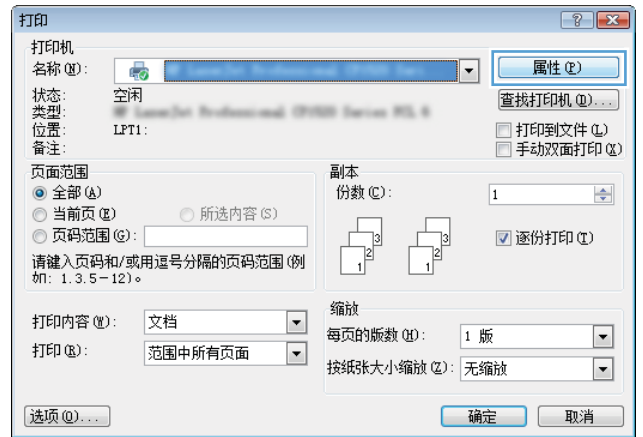 打印
打印机
名称(N):
属性(P)
状态: 空闲
查找打印机(D)...
类型:
位置: LPT1:
打印到文件(L)
备注:
手动双面打印(X)
页面范围
全部(A)
当前页(E) 所选内容(S)
页码范围(G):
请键入页码和/或用逗号分隔的页码范围(例
如: 1.3.5-12)。
副本
份数(C): 1
3 3
2 2
1 1
逐份打印(T)
打印内容(W): 文档
打印(R): 范围中所有页面
缩放
每页的版数(H): 1 版
按纸张大小缩放(Z): 无缩放
选项(O)...
确定 取消